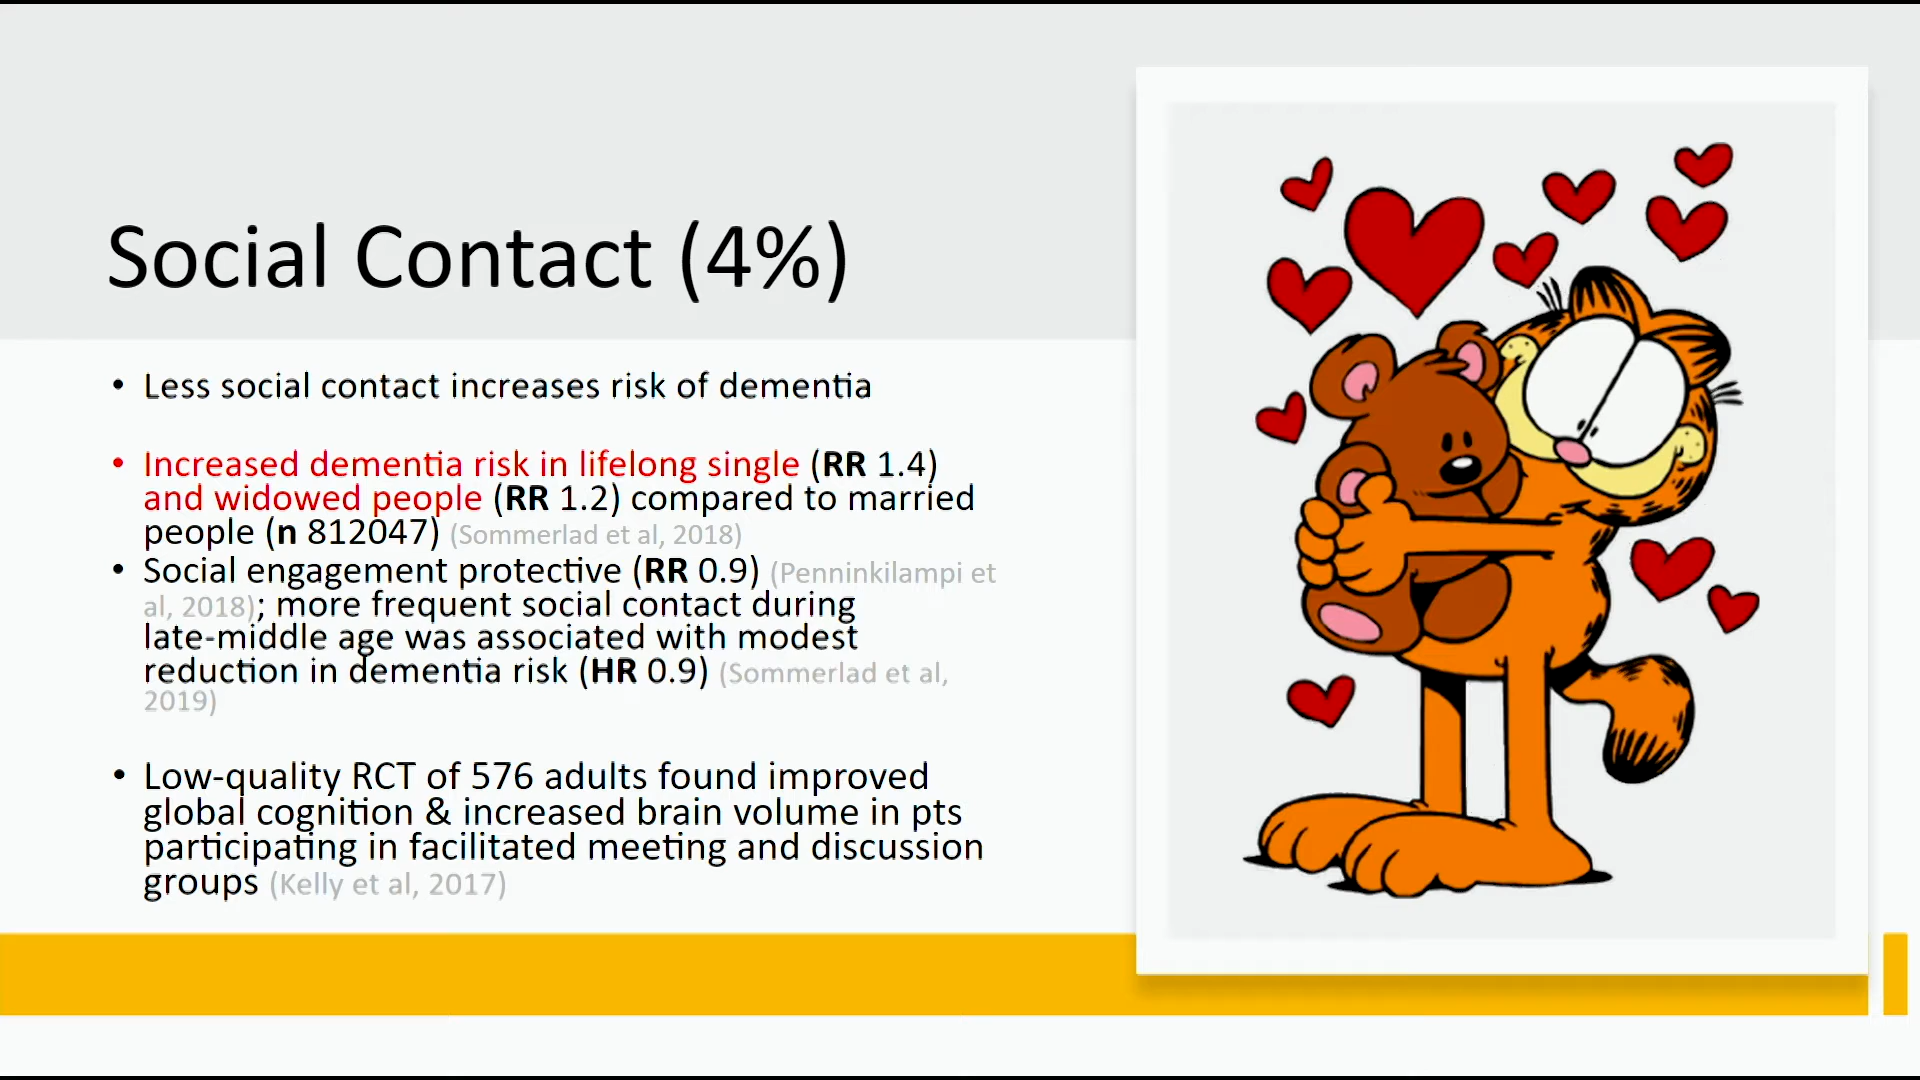 Social Contact (4%)
• Less social contact increases risk of dementia
• Increased dementia risk in lifelong single (RR 1.4)
and widowed people (RR 1.2) compared to married
people (n 812047) (Sommerlad et al, 2018)
• Social engagement protective (RR 0.9) (Penninkilampi et
al, 2018); more frequent social contact during
late-middle age was associated with modest
reduction in dementia risk (HR 0.9) (Sommerlad et al,
2019)
• Low-quality RCT of 576 adults found improved
global cognition & increased brain volume in pts
participating in facilitated meeting and discussion
groups (Kelly et al, 2017)